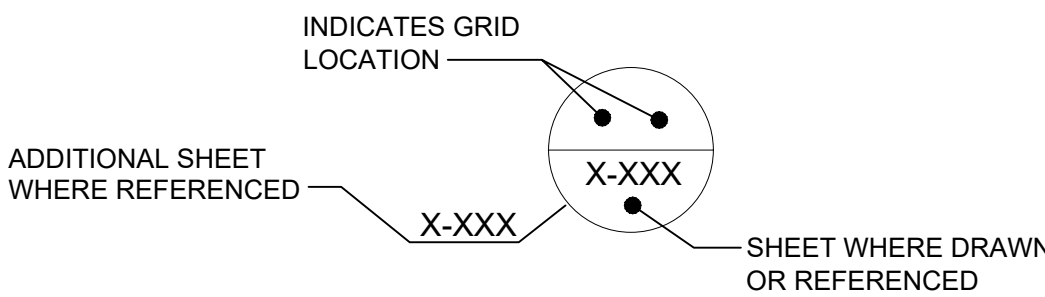 INDICATES GRID
LOCATION
ADDITIONAL SHEET
WHERE REFERENCED
X-XXX
X-XXX
SHEET WHERE DRAWN
OR REFERENCED